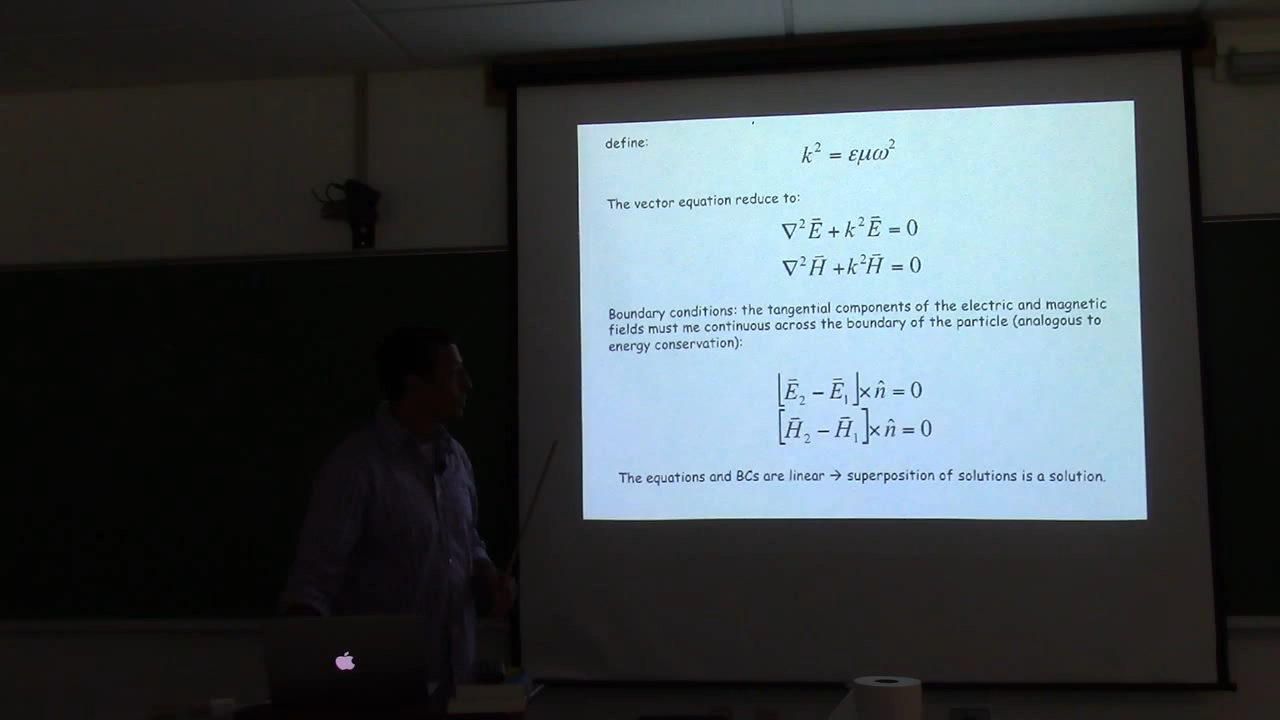 define:
k² = εμω²
The vector equation reduce to:
∇²Ē + k²Ē = 0
∇²H̄ + k²H̄ = 0
Boundary conditions: the tangential components of the electric and magnetic
fields must me continuous across the boundary of the particle (analogous to
energy conservation):
⌊Ē₂ − Ē₁⌋× n̂ = 0
[H̄₂ − H̄₁]× n̂ = 0
The equations and BCs are linear → superposition of solutions is a solution.